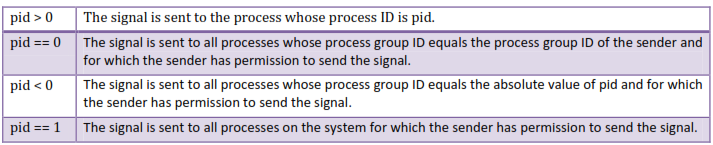 pid > 0 The signal is sent to the process whose process ID is pid.
pid == 0 The signal is sent to all processes whose process group ID equals the process group ID of the sender and
for which the sender has permission to send the signal.
pid < 0 The signal is sent to all processes whose process group ID equals the absolute value of pid and for which
the sender has permission to send the signal.
pid == 1 The signal is sent to all processes on the system for which the sender has permission to send the signal.